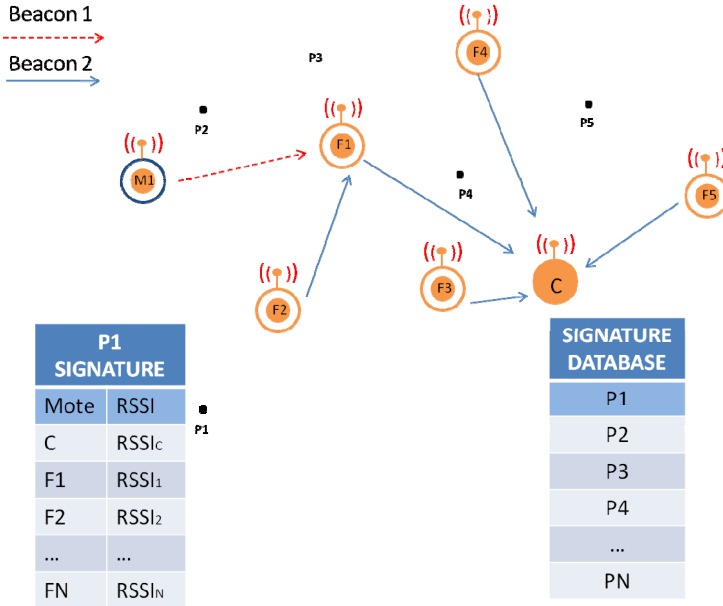 Beacon 1
Beacon 2
P3
F4
P2
P5
F1
M1
P4
F5
F2
F3
C
P1
SIGNATURE
Mote RSSI
C RSSIC
F1 RSSI1
F2 RSSI2
... ...
FN RSSIN
P1
SIGNATURE
DATABASE
P1
P2
P3
P4
...
PN